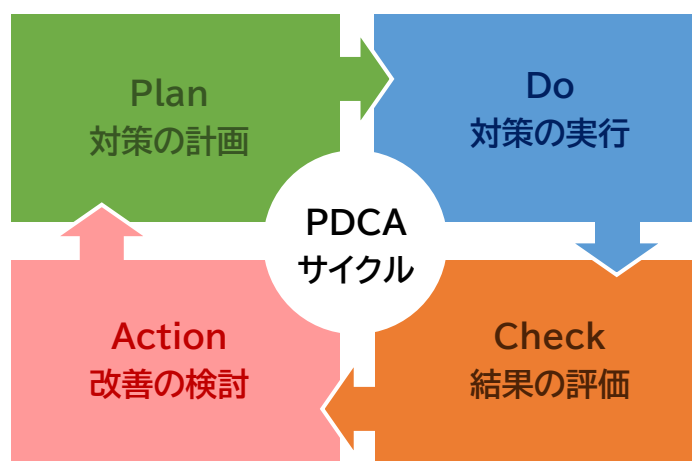 Plan
対策の計画
Do
対策の実行
PDCA
サイクル
Action
改善の検討
Check
結果の評価